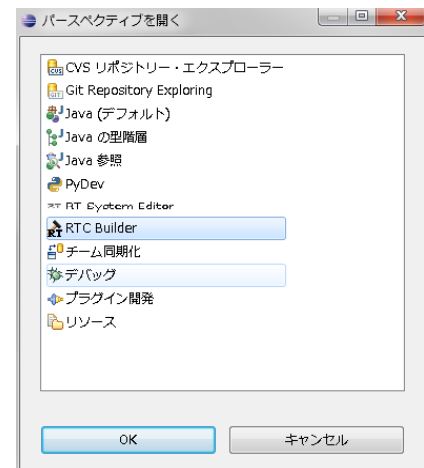 パースペクティブを開く
CVS リポジトリー・エクスプローラー
Git Repository Exploring
Java (デフォルト)
Java の型階層
Java 参照
PyDev
RT System Editor
RTC Builder
チーム同期化
デバッグ
プラグイン開発
リソース
OK キャンセル